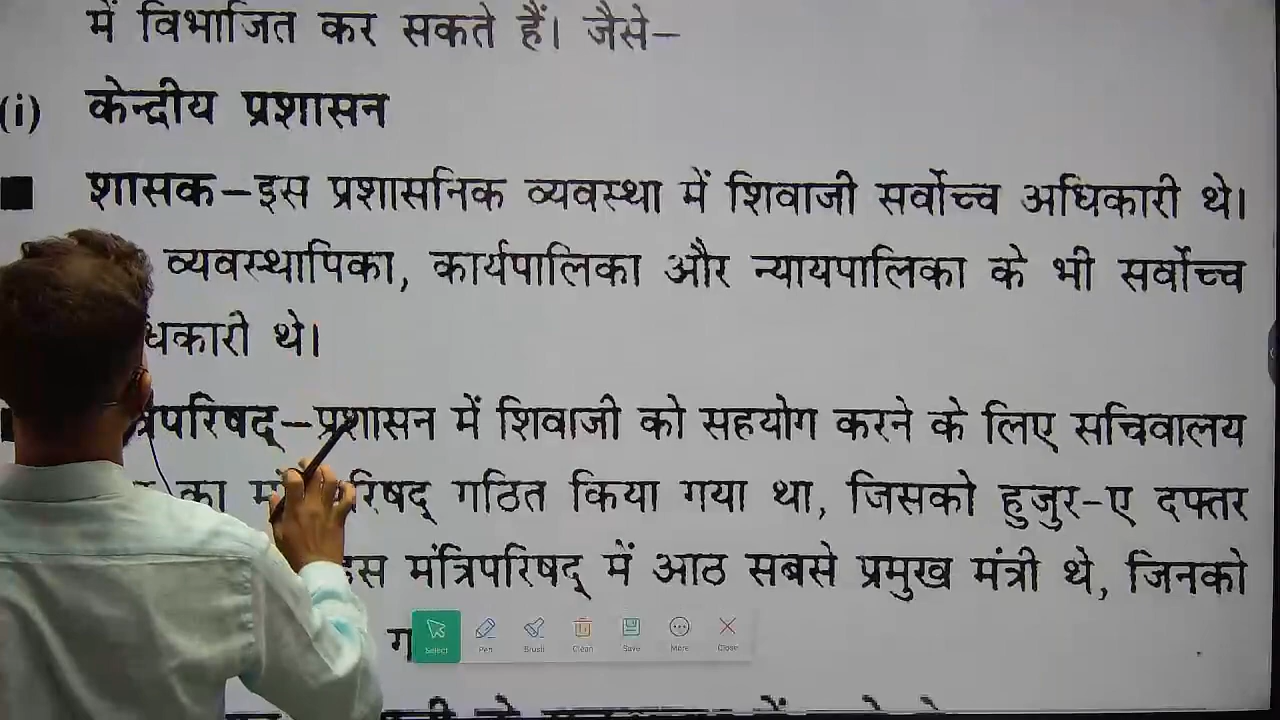 में विभाजित कर सकते हैं। जैसे–
(i) केन्द्रीय प्रशासन
■ शासक–इस प्रशासनिक व्यवस्था में शिवाजी सर्वोच्च अधिकारी थे।
व्यवस्थापिका, कार्यपालिका और न्यायपालिका के भी सर्वोच्च
धिकारी थे।
त्रिपरिषद्–प्रशासन में शिवाजी को सहयोग करने के लिए सचिवालय
का रिषद् गठित किया गया था, जिसको हुजुर-ए दफ्तर
इस मंत्रिपरिषद् में आठ सबसे प्रमुख मंत्री थे, जिनको
Select Pen Brush Clean Save More Close